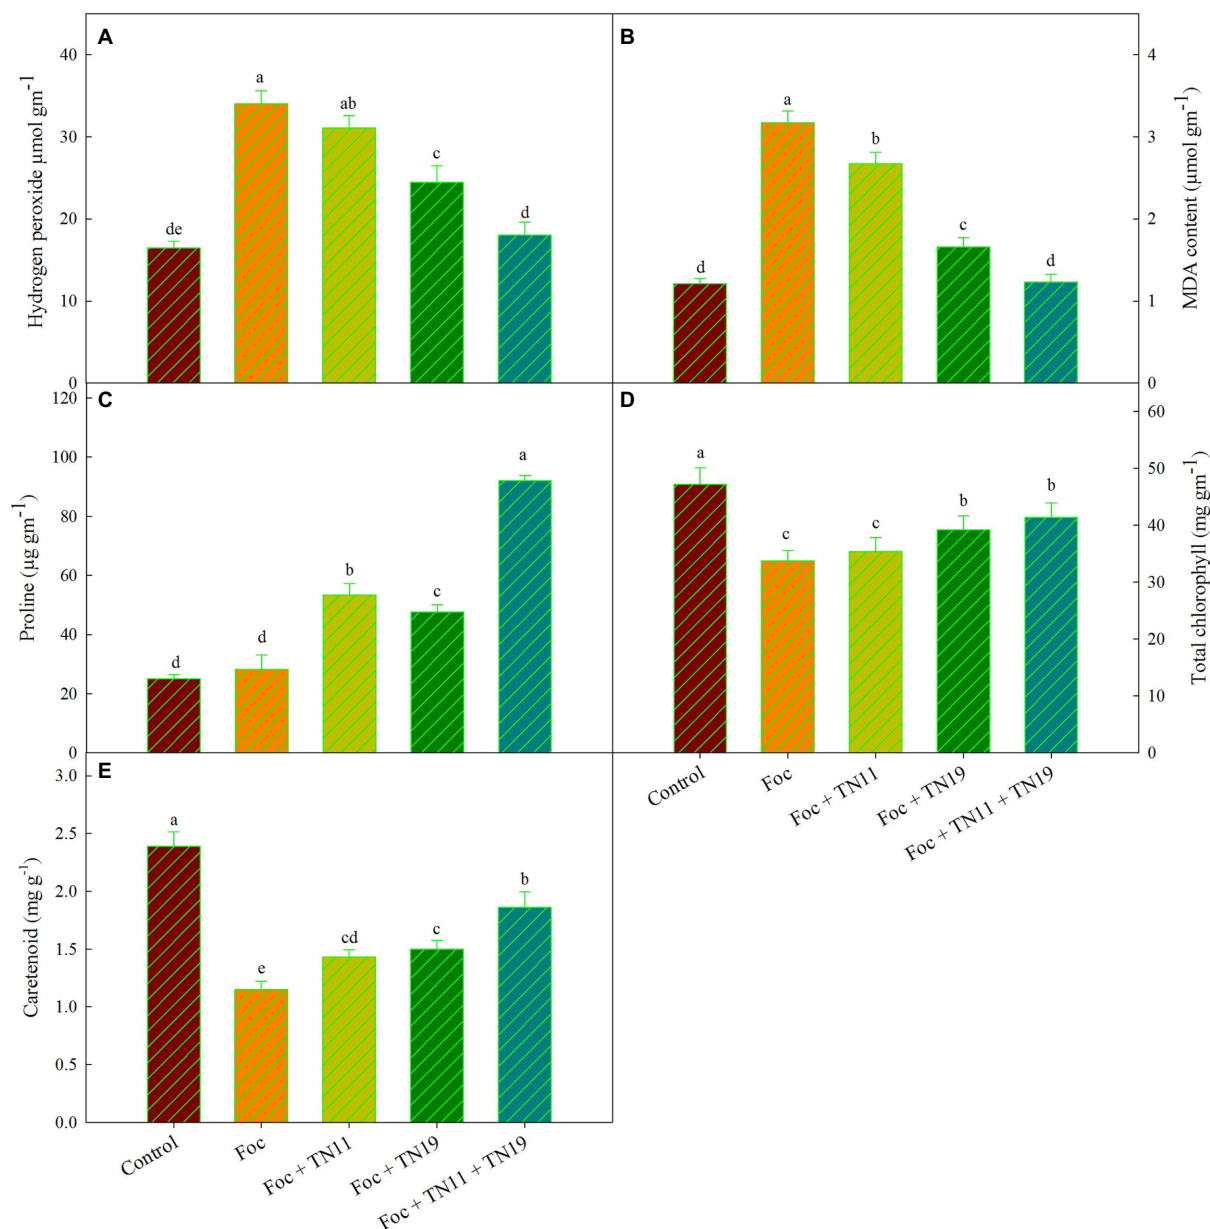 A
Hydrogen peroxide µmol gm⁻¹
40
30
20
10
0
de
a
ab
c
d
B
MDA content (µmol gm⁻¹)
4
3
2
1
0
d
a
b
c
d
C
Proline (µg gm⁻¹)
120
100
80
60
40
20
0
d
d
b
c
a
D
Total chlorophyll (mg gm⁻¹)
60
50
40
30
20
10
0
a
c
c
b
b
Control
Foc
Foc + TN11
Foc + TN19
Foc + TN11 + TN19
E
Caretenoid (mg g⁻¹)
3.0
2.5
2.0
1.5
1.0
0.5
0.0
a
e
cd
c
b
Control
Foc
Foc + TN11
Foc + TN19
Foc + TN11 + TN19